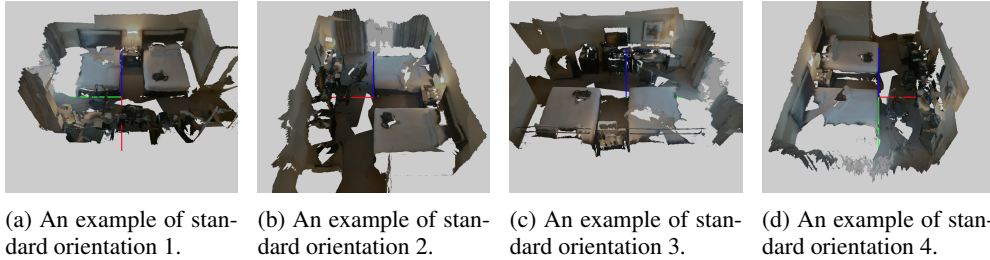 (a) An example of stan-
dard orientation 1.
(b) An example of stan-
dard orientation 2.
(c) An example of stan-
dard orientation 3.
(d) An example of stan-
dard orientation 4.